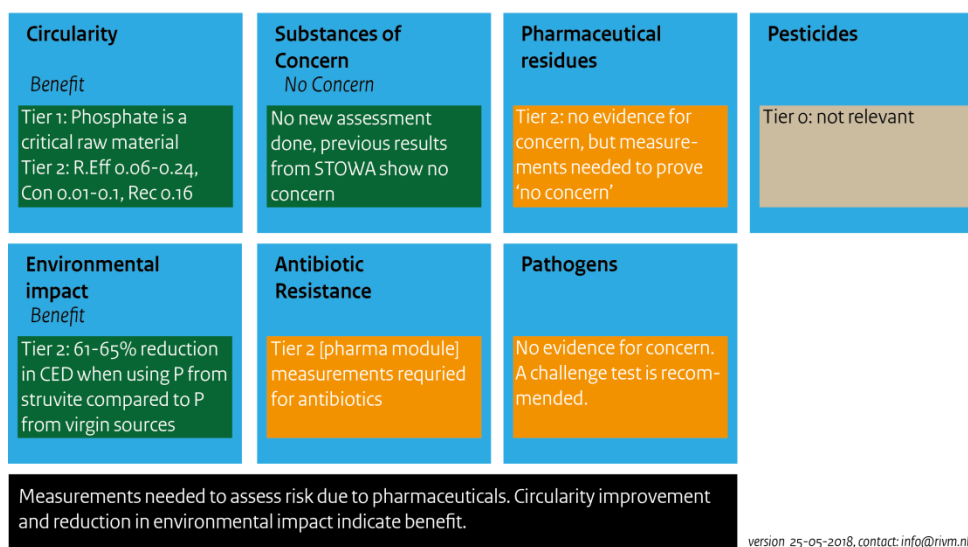 Circularity
Benefit
Tier 1: Phosphate is a
critical raw material
Tier 2: R.Eff 0.06-0.24,
Con 0.01-0.1, Rec 0.16
Substances of
Concern
No Concern
No new assessment
done, previous results
from STOWA show no
concern
Pharmaceutical
residues
Tier 2: no evidence for
concern, but measure-
ments needed to prove
‘no concern’
Pesticides
Tier 0: not relevant
Environmental
impact
Benefit
Tier 2: 61-65% reduction
in CED when using P from
struvite compared to P
from virgin sources
Antibiotic
Resistance
Tier 2 [pharma module]
measurements requried
for antibiotics
Pathogens
No evidence for concern.
A challenge test is recom-
mended.
Measurements needed to assess risk due to pharmaceuticals. Circularity improvement
and reduction in environmental impact indicate benefit.
version 25-05-2018, contact: info@rivm.nl